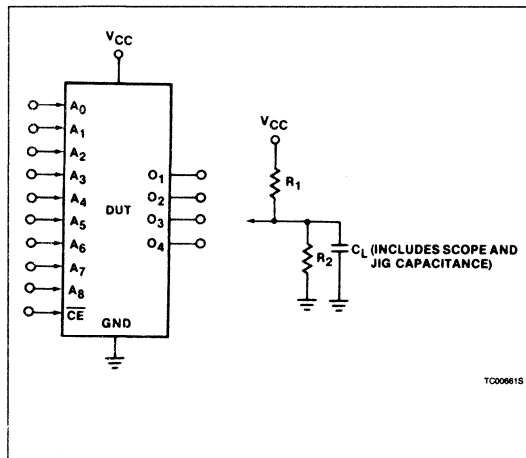 VCC
A0
A1
A2
A3
A4
A5
A6
A7
A8
CE
DUT
O1
O2
O3
O4
GND
VCC
R1
R2
CL (INCLUDES SCOPE AND
JIG CAPACITANCE)
TC00661S